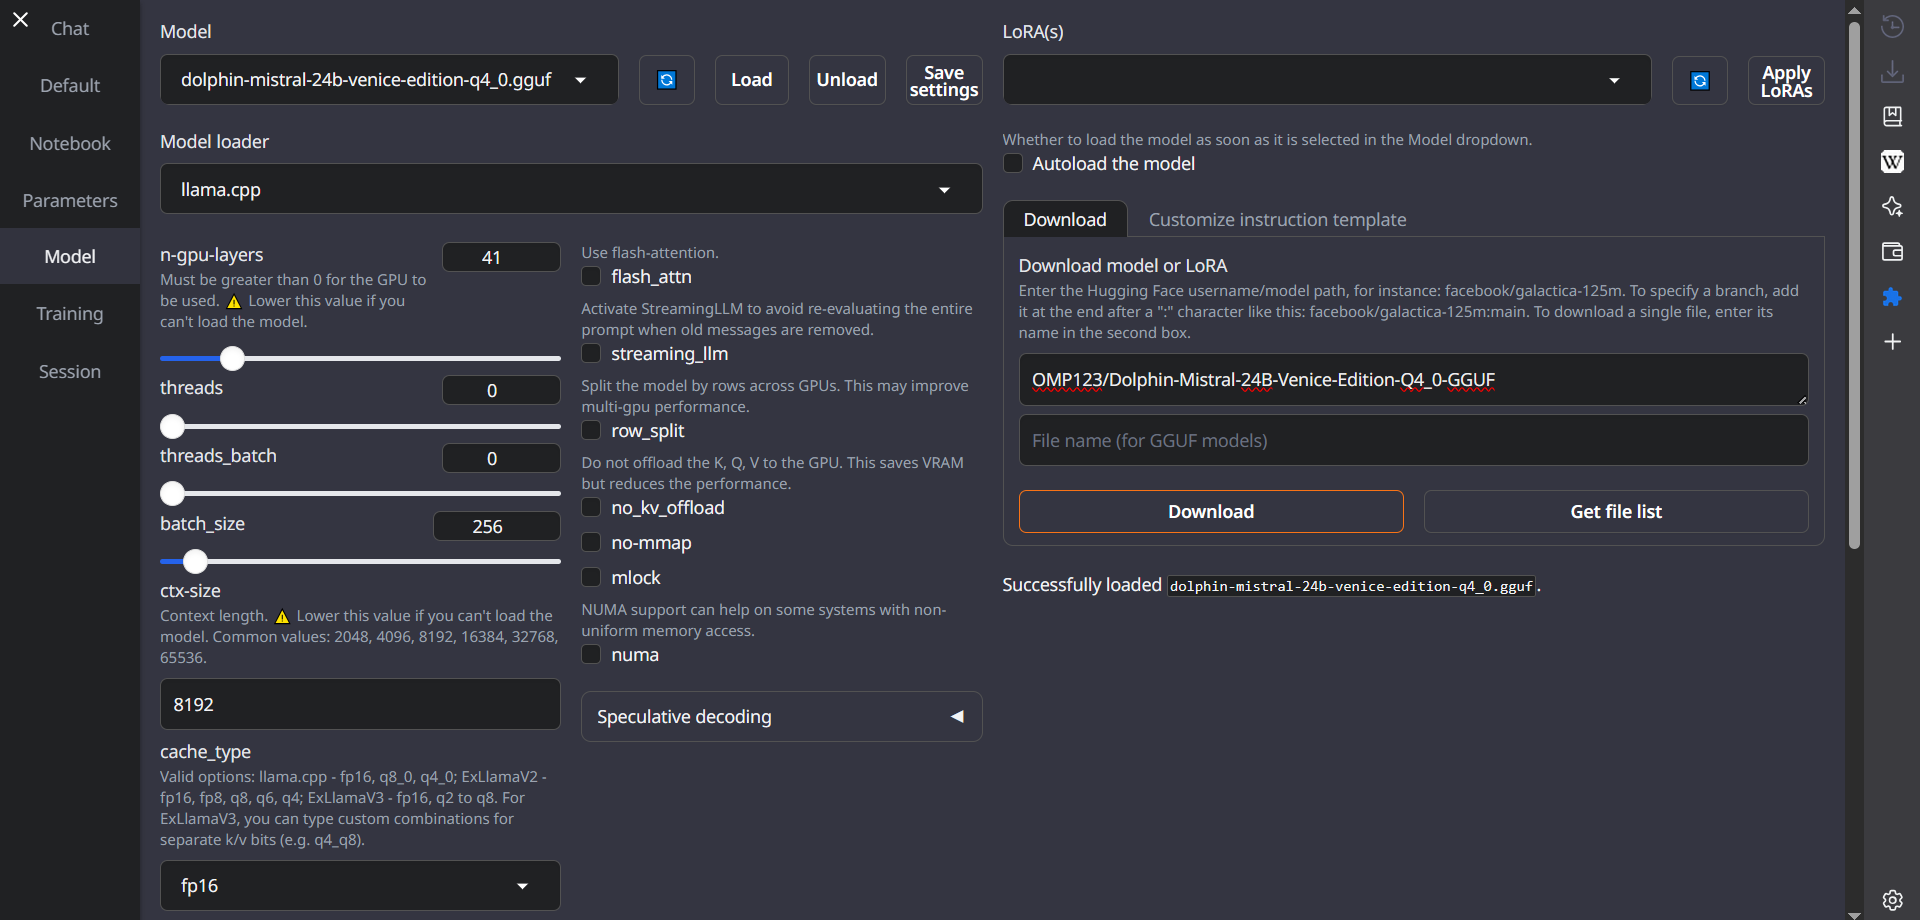 Chat
Default
Notebook
Parameters
Model
Training
Session
Model
dolphin-mistral-24b-venice-edition-q4_0.gguf
Load
Unload
Save
settings
Model loader
llama.cpp
n-gpu-layers
41
Must be greater than 0 for the GPU to
be used. ⚠ Lower this value if you
can't load the model.
threads
0
threads_batch
0
batch_size
256
ctx-size
Context length. ⚠ Lower this value if you can't load the
model. Common values: 2048, 4096, 8192, 16384, 32768,
65536.
8192
cache_type
Valid options: llama.cpp - fp16, q8_0, q4_0; ExLlamaV2 -
fp16, fp8, q8, q6, q4; ExLlamaV3 - fp16, q2 to q8. For
ExLlamaV3, you can type custom combinations for
separate k/v bits (e.g. q4_q8).
fp16
Use flash-attention.
flash_attn
Activate StreamingLLM to avoid re-evaluating the entire
prompt when old messages are removed.
streaming_llm
Split the model by rows across GPUs. This may improve
multi-gpu performance.
row_split
Do not offload the K, Q, V to the GPU. This saves VRAM
but reduces the performance.
no_kv_offload
no-mmap
mlock
NUMA support can help on some systems with non-
uniform memory access.
numa
Speculative decoding
LoRA(s)
Apply
LoRAs
Whether to load the model as soon as it is selected in the Model dropdown.
Autoload the model
Download
Customize instruction template
Download model or LoRA
Enter the Hugging Face username/model path, for instance: facebook/galactica-125m. To specify a branch, add
it at the end after a ":" character like this: facebook/galactica-125m:main. To download a single file, enter its
name in the second box.
OMP123/Dolphin-Mistral-24B-Venice-Edition-Q4_0-GGUF
File name (for GGUF models)
Download
Get file list
Successfully loaded dolphin-mistral-24b-venice-edition-q4_0.gguf.
W